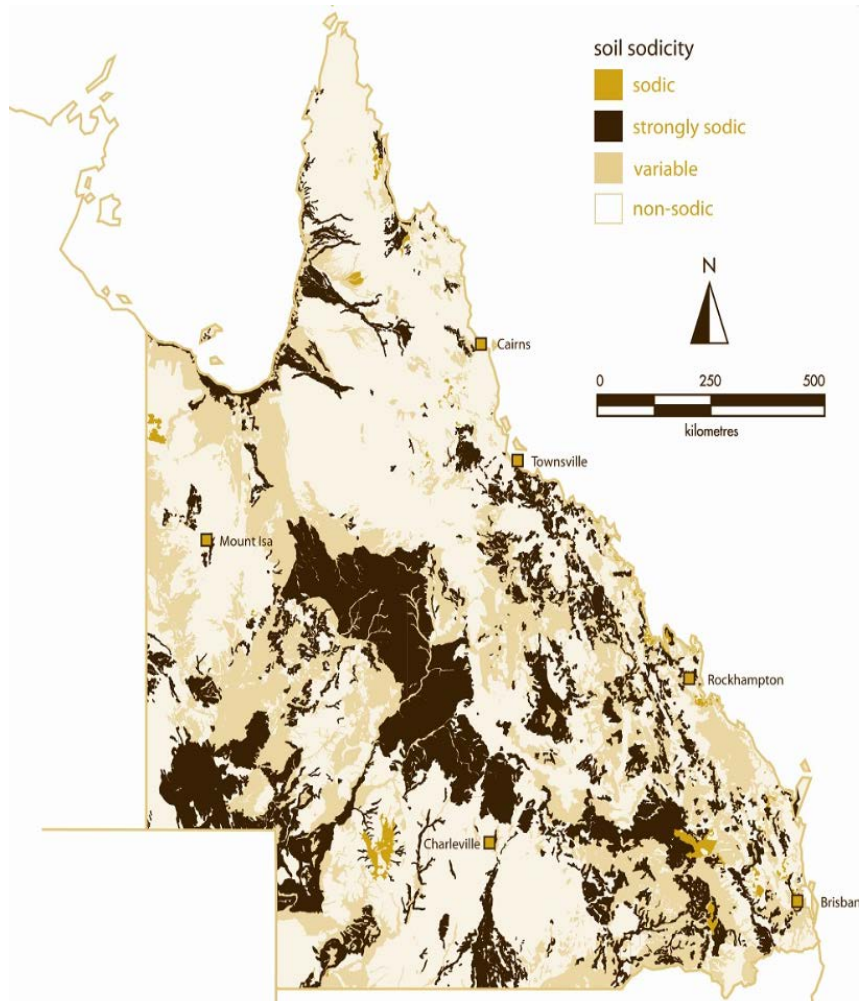 soil sodicity
sodic
strongly sodic
variable
non-sodic
N
0 250 500
kilometres
Cairns
Townsville
Mount Isa
Rockhampton
Charleville
Brisban